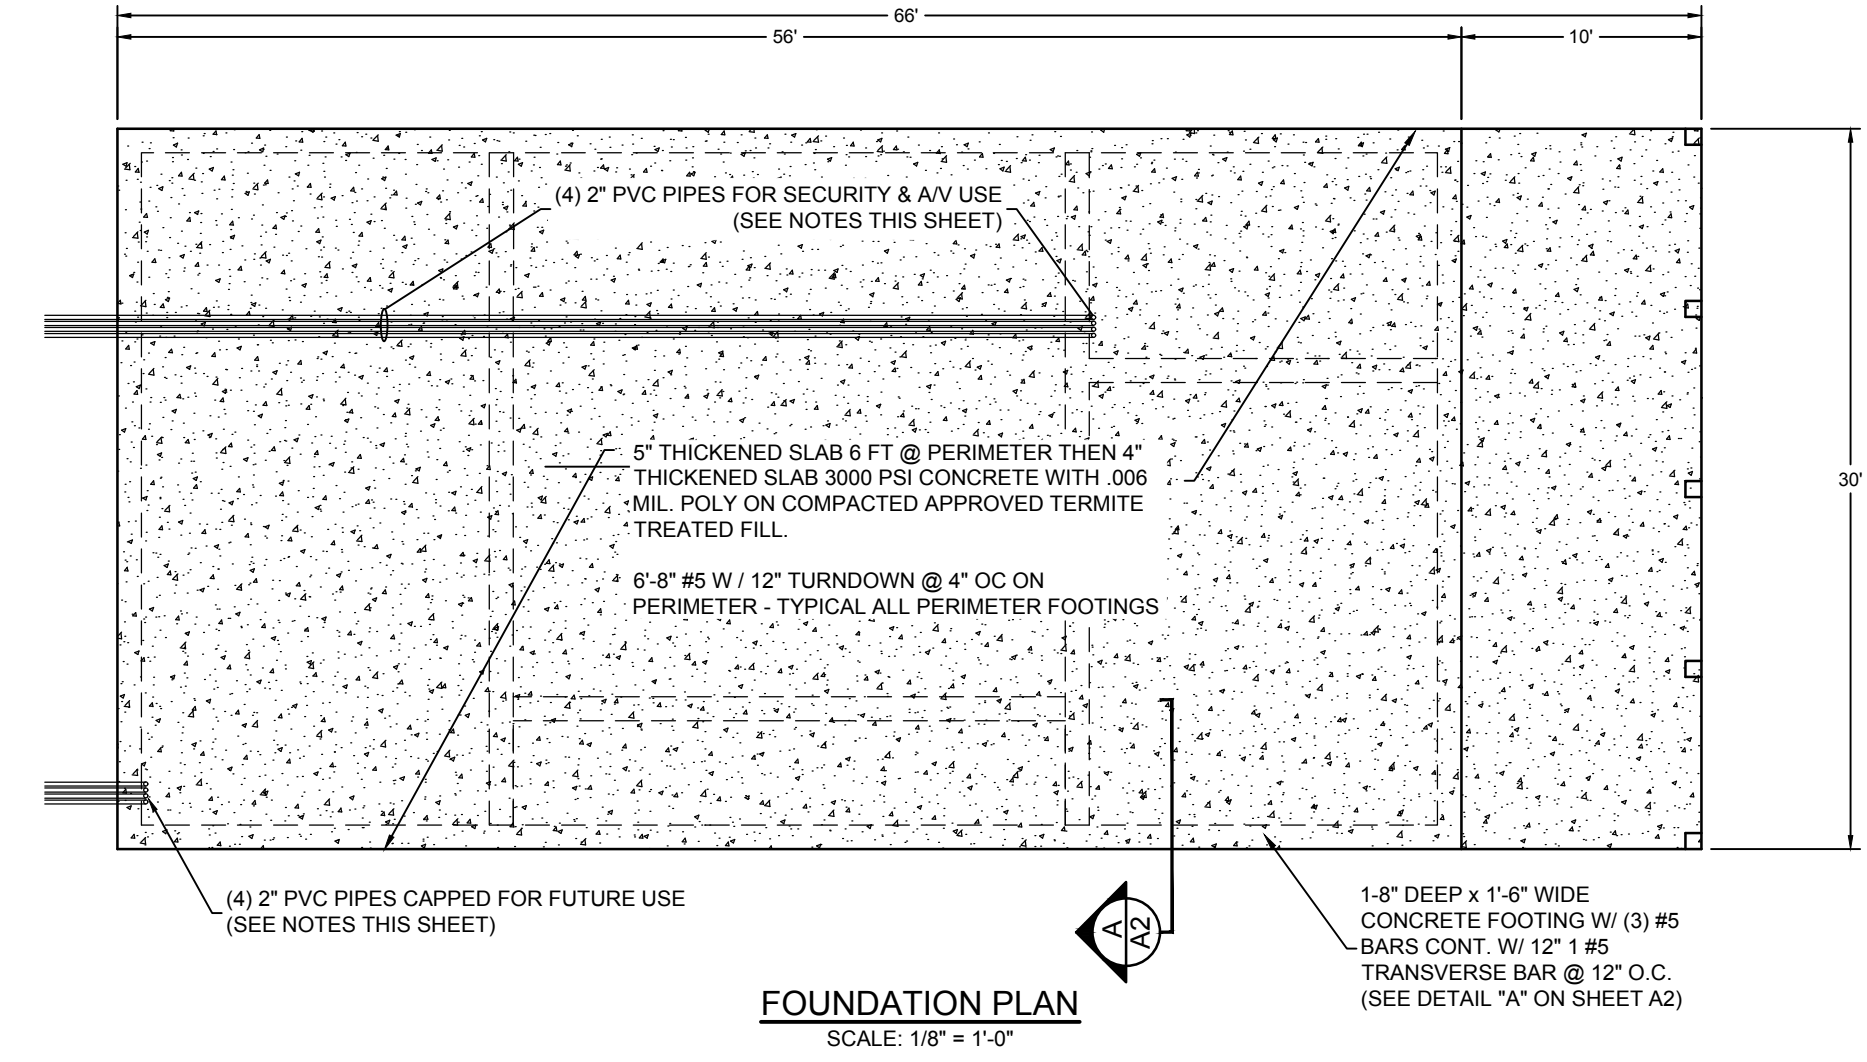 66'
56'
10'
(4) 2" PVC PIPES FOR SECURITY & A/V USE
(SEE NOTES THIS SHEET)
5" THICKENED SLAB 6 FT @ PERIMETER THEN 4"
THICKENED SLAB 3000 PSI CONCRETE WITH .006
MIL. POLY ON COMPACTED APPROVED TERMITE
TREATED FILL.
6'-8" #5 W / 12" TURNDOWN @ 4" OC ON
PERIMETER - TYPICAL ALL PERIMETER FOOTINGS
30'
(4) 2" PVC PIPES CAPPED FOR FUTURE USE
(SEE NOTES THIS SHEET)
A
A2
1-8" DEEP x 1'-6" WIDE
CONCRETE FOOTING W/ (3) #5
BARS CONT. W/ 12" 1 #5
TRANSVERSE BAR @ 12" O.C.
(SEE DETAIL "A" ON SHEET A2)
FOUNDATION PLAN
SCALE: 1/8" = 1'-0"